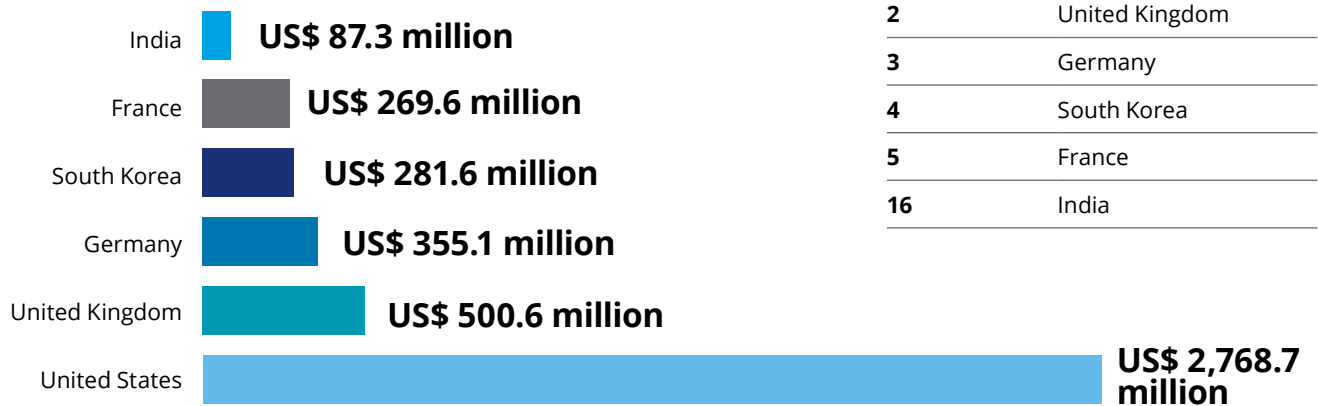 India US$ 87.3 million
France US$ 269.6 million
South Korea US$ 281.6 million
Germany US$ 355.1 million
United Kingdom US$ 500.6 million
United States US$ 2,768.7
million
2 United Kingdom
3 Germany
4 South Korea
5 France
16 India